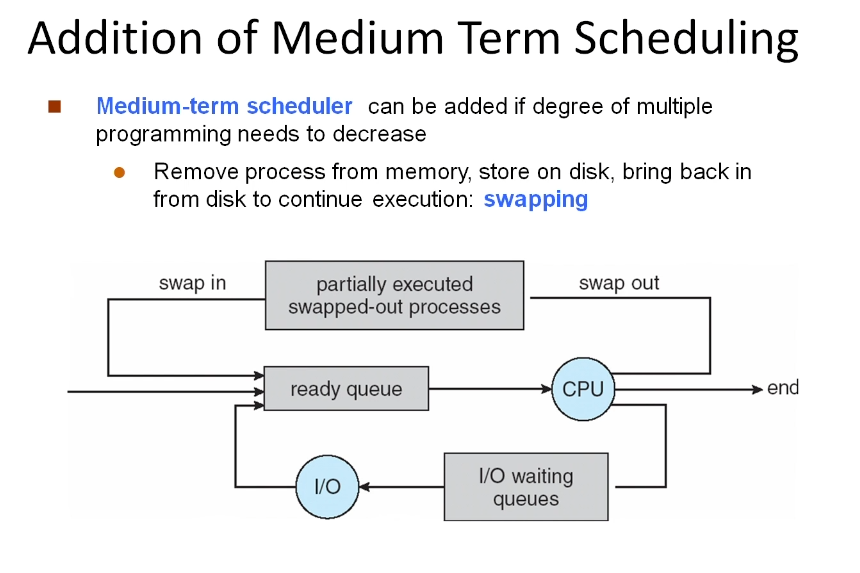 Addition of Medium Term Scheduling
Medium-term scheduler can be added if degree of multiple
programming needs to decrease
Remove process from memory, store on disk, bring back in
from disk to continue execution: swapping
swap in
partially executed
swapped-out processes
swap out
ready queue
CPU
end
I/O
I/O waiting
queues